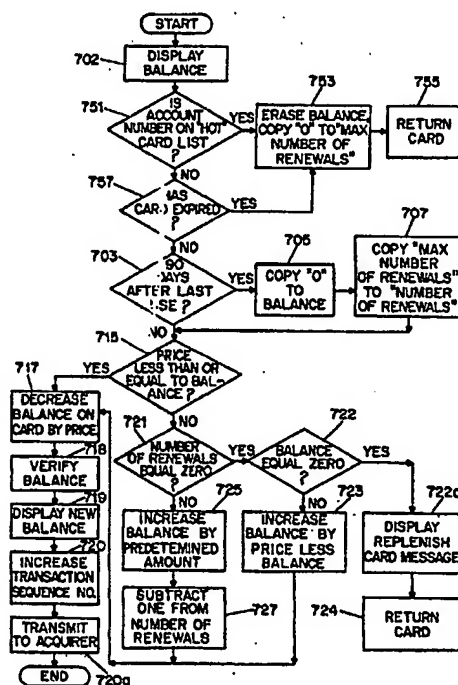 START
702
DISPLAY
BALANCE
751
IS
ACCOUNT
NUMBER ON "HOT"
CARD LIST
?
YES
753
ERASE BALANCE,
COPY "0" TO "MAX
NUMBER OF
RENEWALS"
755
RETURN
CARD
NO
757
HAS
CARD EXPIRED
?
YES
NO
703
90
DAYS
AFTER LAST
USE ?
YES
705
COPY "0"
TO
BALANCE
707
COPY "MAX
NUMBER
OF RENEWALS"
TO "NUMBER
OF RENEWALS"
NO
715
PRICE
LESS THAN OR
EQUAL TO BAL-
ANCE ?
YES
NO
717
DECREASE
BALANCE ON
CARD BY PRICE
718
VERIFY
BALANCE
719
DISPLAY NEW
BALANCE
720
INCREASE
TRANSACTION
SEQUENCE NO.
TRANSMIT
TO ACQUIRER
720a
END
721
NUMBER
OF RENEWALS
EQUAL ZERO
?
YES
NO
722
BALANCE
EQUAL ZERO
?
YES
NO
725
INCREASE
BALANCE BY
PREDETEMINED
AMOUNT
723
INCREASE
BALANCE BY
PRICE LESS
BALANCE
DISPLAY
REPLENISH
CARD MESSAGE
SUBTRACT
ONE FROM
NUMBER OF
RENEWALS
727
724
RETURN
CARD